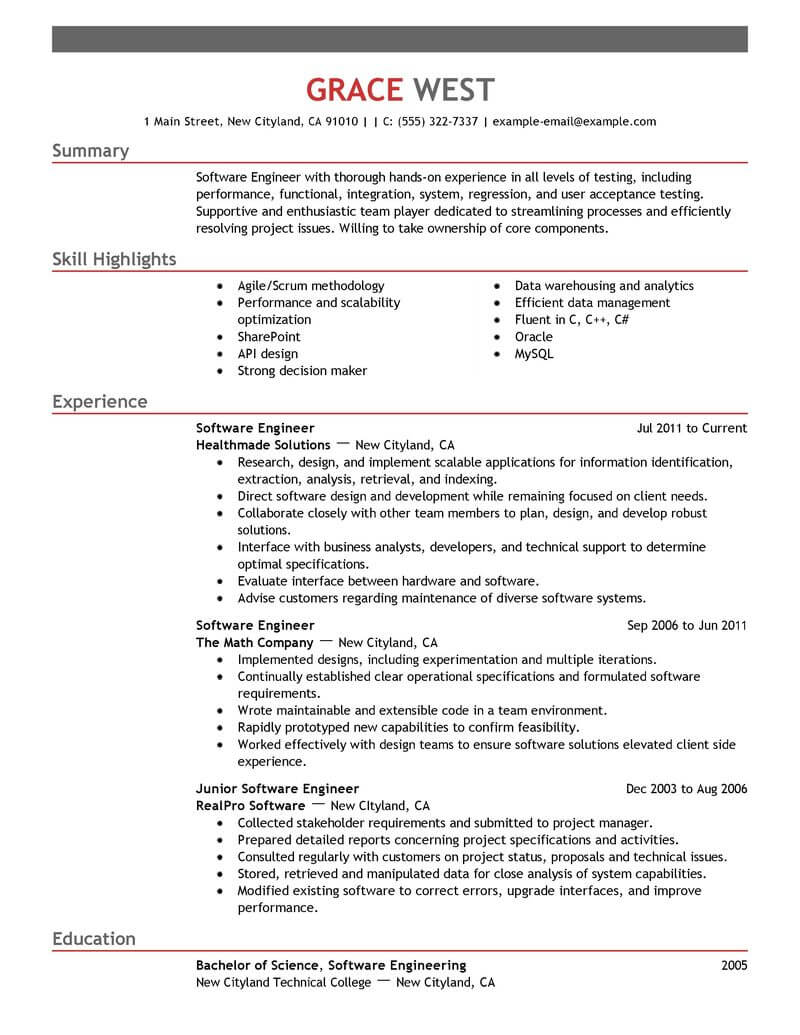 GRACE WEST
1 Main Street, New Cityland, CA 91010 | | C: (555) 322-7337 | example-email@example.com
Summary
Software Engineer with thorough hands-on experience in all levels of testing, including
performance, functional, integration, system, regression, and user acceptance testing.
Supportive and enthusiastic team player dedicated to streamlining processes and efficiently
resolving project issues. Willing to take ownership of core components.
Skill Highlights
• Agile/Scrum methodology
• Performance and scalability
optimization
• SharePoint
• API design
• Strong decision maker
• Data warehousing and analytics
• Efficient data management
• Fluent in C, C++, C#
• Oracle
• MySQL
Experience
Software Engineer Jul 2011 to Current
Healthmade Solutions — New Cityland, CA
• Research, design, and implement scalable applications for information identification,
extraction, analysis, retrieval, and indexing.
• Direct software design and development while remaining focused on client needs.
• Collaborate closely with other team members to plan, design, and develop robust
solutions.
• Interface with business analysts, developers, and technical support to determine
optimal specifications.
• Evaluate interface between hardware and software.
• Advise customers regarding maintenance of diverse software systems.
Software Engineer Sep 2006 to Jun 2011
The Math Company — New Cityland, CA
• Implemented designs, including experimentation and multiple iterations.
• Continually established clear operational specifications and formulated software
requirements.
• Wrote maintainable and extensible code in a team environment.
• Rapidly prototyped new capabilities to confirm feasibility.
• Worked effectively with design teams to ensure software solutions elevated client side
experience.
Junior Software Engineer Dec 2003 to Aug 2006
RealPro Software — New CItyland, CA
• Collected stakeholder requirements and submitted to project manager.
• Prepared detailed reports concerning project specifications and activities.
• Consulted regularly with customers on project status, proposals and technical issues.
• Stored, retrieved and manipulated data for close analysis of system capabilities.
• Modified existing software to correct errors, upgrade interfaces, and improve
performance.
Education
Bachelor of Science, Software Engineering 2005
New Cityland Technical College — New Cityland, CA